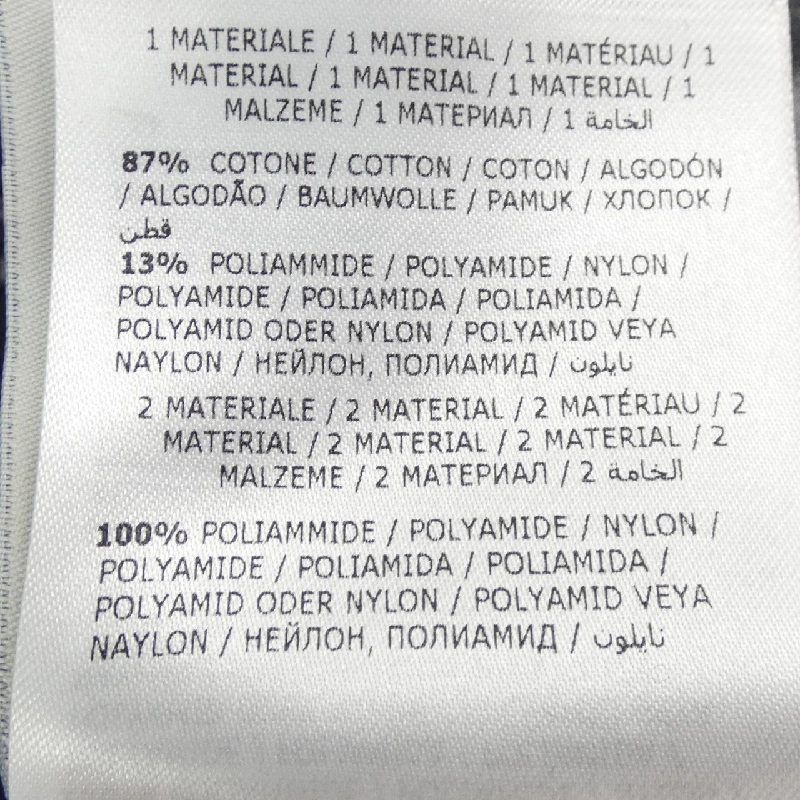 1 MATERIALE / 1 MATERIAL / 1 MATÉRIAU / 1
MATERIAL / 1 MATERIAL / 1 MATERIAL / 1
MALZEME / 1 МАТЕРИАЛ / 1 الخامة
87% COTONE / COTTON / COTON / ALGODÓN
/ ALGODÃO / BAUMWOLLE / PAMUK / ХЛОПОК /
قطن
13% POLIAMMIDE / POLYAMIDE / NYLON /
POLYAMIDE / POLIAMIDA / POLIAMIDA /
POLYAMID ODER NYLON / POLYAMID VEYA
NAYLON / НЕЙЛОН, ПОЛИАМИД / نايلون
2 MATERIALE / 2 MATERIAL / 2 MATÉRIAU / 2
MATERIAL / 2 MATERIAL / 2 MATERIAL / 2
MALZEME / 2 МАТЕРИАЛ / 2 الخامة
100% POLIAMMIDE / POLYAMIDE / NYLON /
POLYAMIDE / POLIAMIDA / POLIAMIDA /
POLYAMID ODER NYLON / POLYAMID VEYA
NAYLON / НЕЙЛОН, ПОЛИАМИД / نايلون